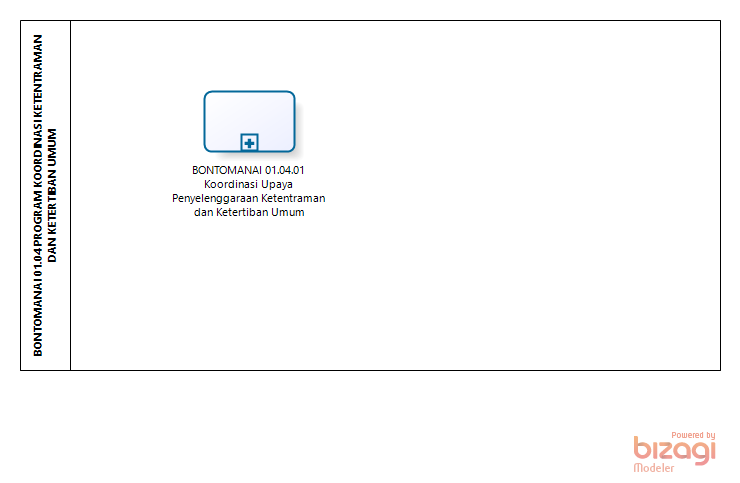 BONTOMANAI 01.04 PROGRAM KOORDINASI KETENTRAMAN
DAN KETERTIBAN UMUM
BONTOMANAI 01.04.01
Koordinasi Upaya
Penyelenggaraan Ketentraman
dan Ketertiban Umum
Powered by
bizagi
Modeler